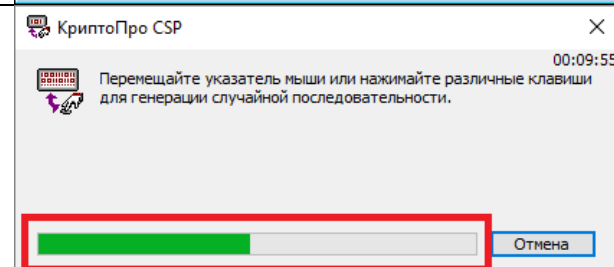 КриптоПро CSP
00:09:55
Перемещайте указатель мыши или нажимайте различные клавиши
для генерации случайной последовательности.
Отмена